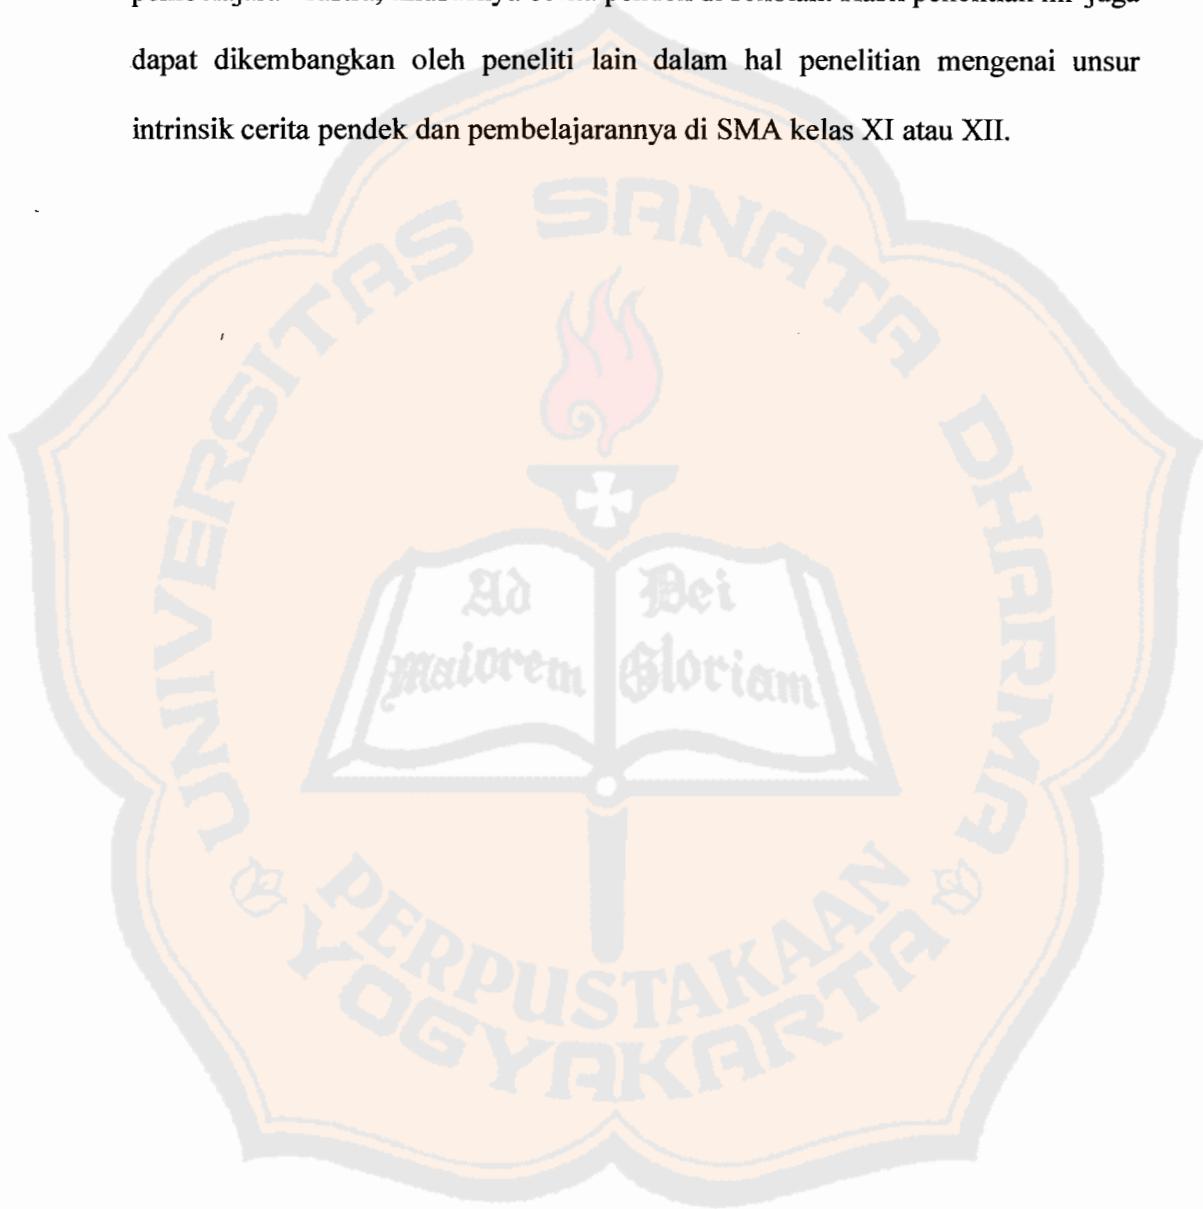 juga
dapat dikembangkan oleh peneliti lain dalam hal penelitian mengenai unsur
intrinsik cerita pendek dan pembelajarannya di SMA kelas XI atau XII.
UNIVERSITAS SANATA DHARMA
Ad Dei
maiorem Gloriam
PERPUSTAKAAN
YOGYAKARTA